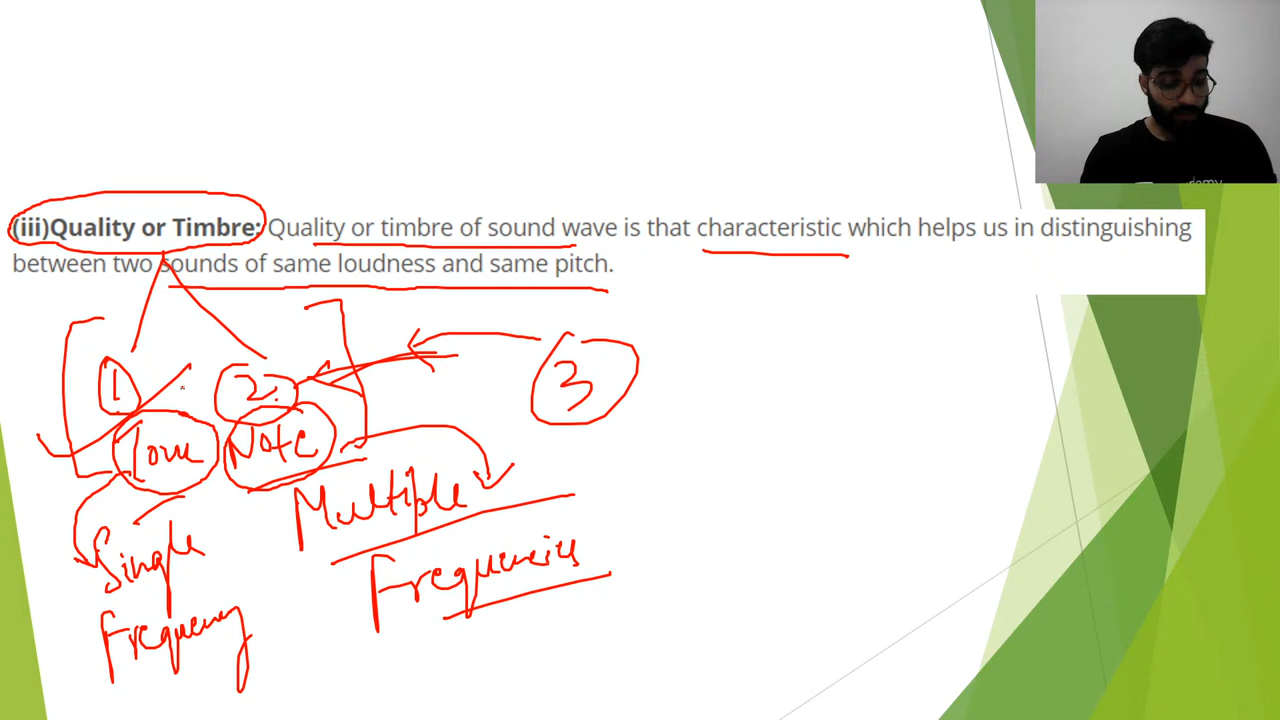 (iii)Quality or Timbre: Quality or timbre of sound wave is that characteristic which helps us in distinguishing
between two sounds of same loudness and same pitch.
1 2 3
Tone Note
Multiple
Frequencies
Single
Frequency